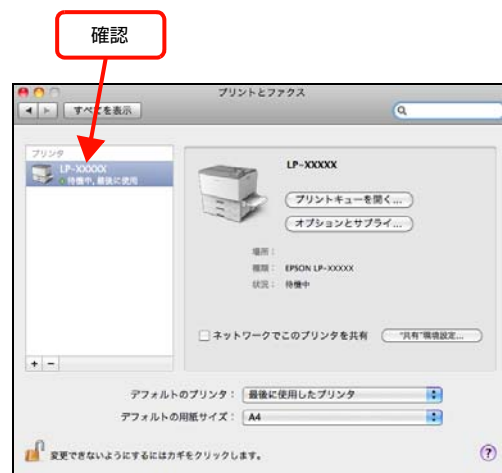 確認
プリントとファクス
すべてを表示
プリンタ
LP-XXXXX
待機中, 最後に使用
LP-XXXXX
プリントキューを開く...
オプションとサプライ...
場所：
種類： EPSON LP-XXXXX
状況： 待機中
ネットワークでこのプリンタを共有
"共有"環境設定...
+ −
デフォルトのプリンタ： 最後に使用したプリンタ
デフォルトの用紙サイズ： A4
変更できないようにするにはカギをクリックします。
?